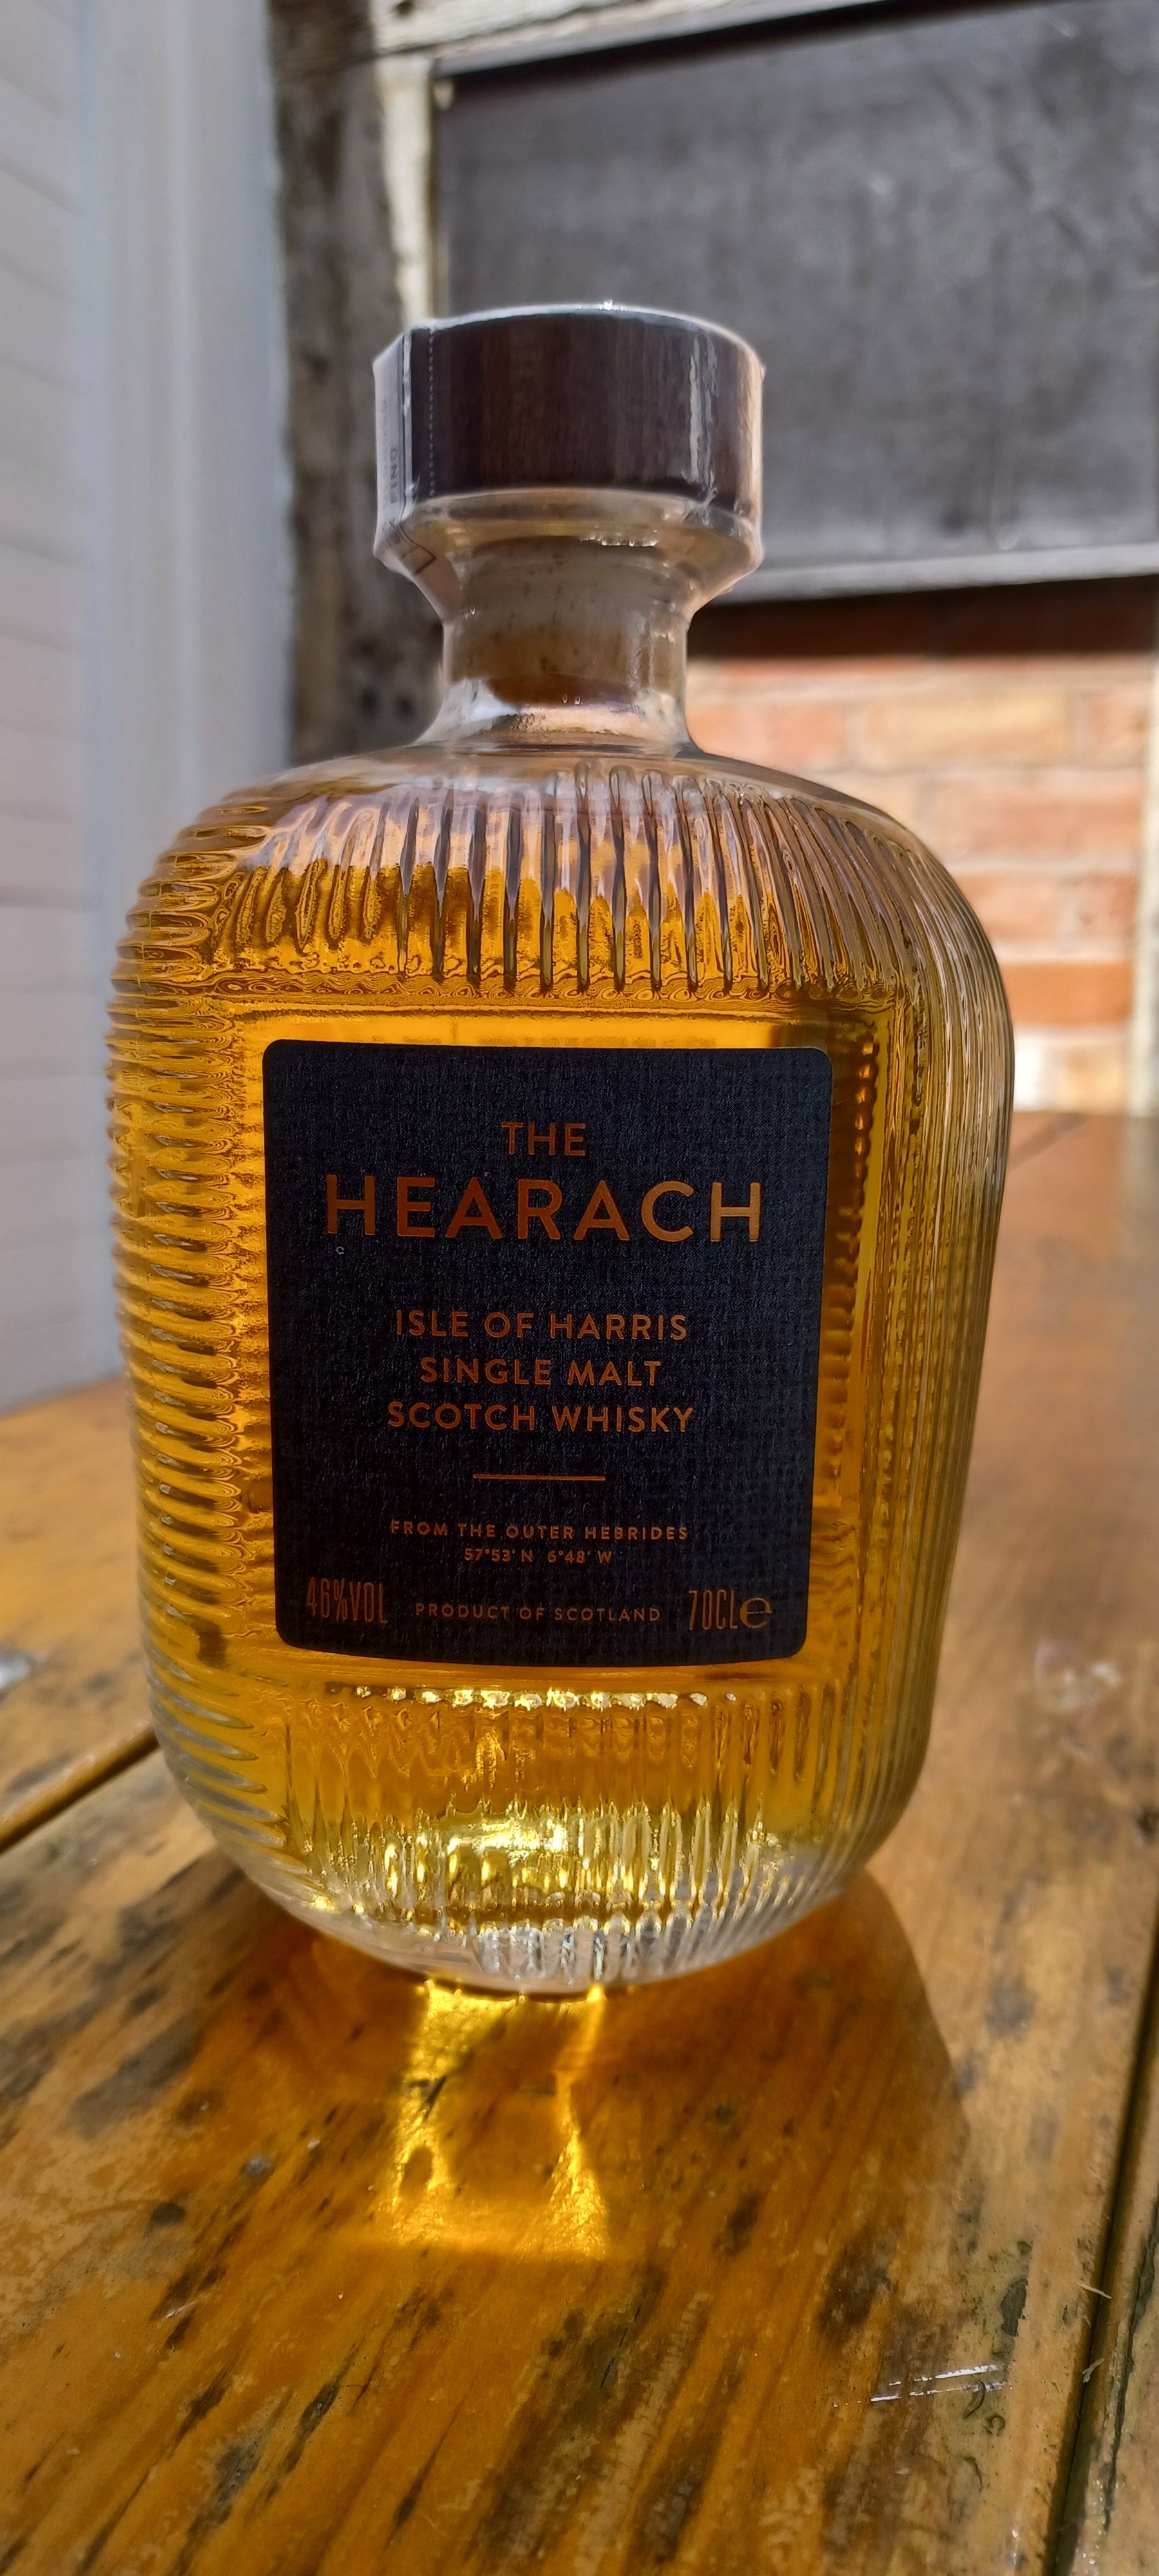 THE
HEARACH
ISLE OF HARRIS
SINGLE MALT
SCOTCH WHISKY
FROM THE OUTER HEBRIDES
57°53' N 6°48' W
46%VOL PRODUCT OF SCOTLAND 70CL℮